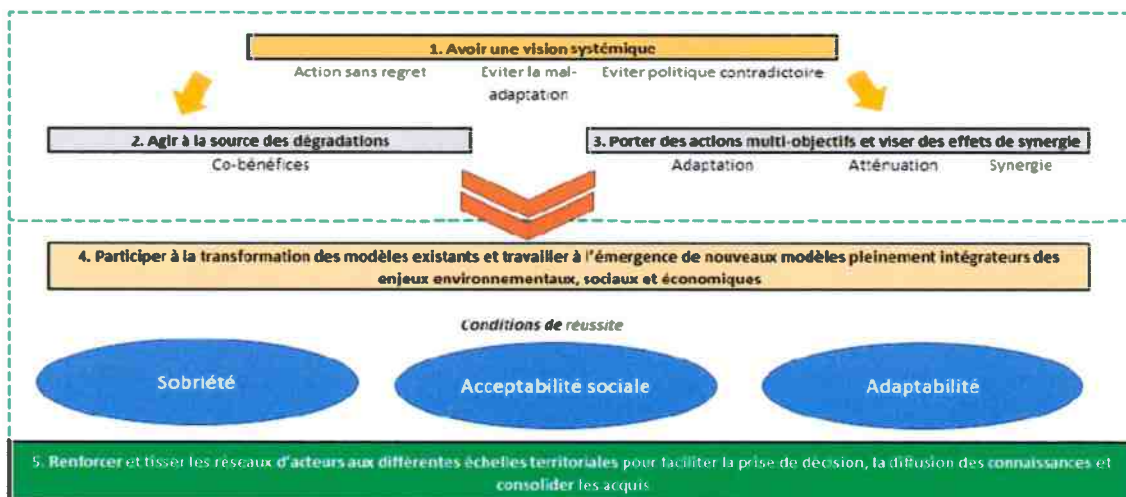 1. Avoir une vision systémique
Action sans regret Eviter la mal- Eviter politique contradictoire
adaptation
2. Agir à la source des dégradations
Co-bénéfices
3. Porter des actions multi-objectifs et viser des effets de synergie
Adaptation Atténuation Synergie
4. Participer à la transformation des modèles existants et travailler à l'émergence de nouveaux modèles pleinement intégrateurs des
enjeux environnementaux, sociaux et économiques
Conditions de réussite
Sobriété Acceptabilité sociale Adaptabilité
5. Renforcer et tisser les réseaux d'acteurs aux différentes échelles territoriales pour faciliter la prise de décision, la diffusion des connaissances et
consolider les acquis